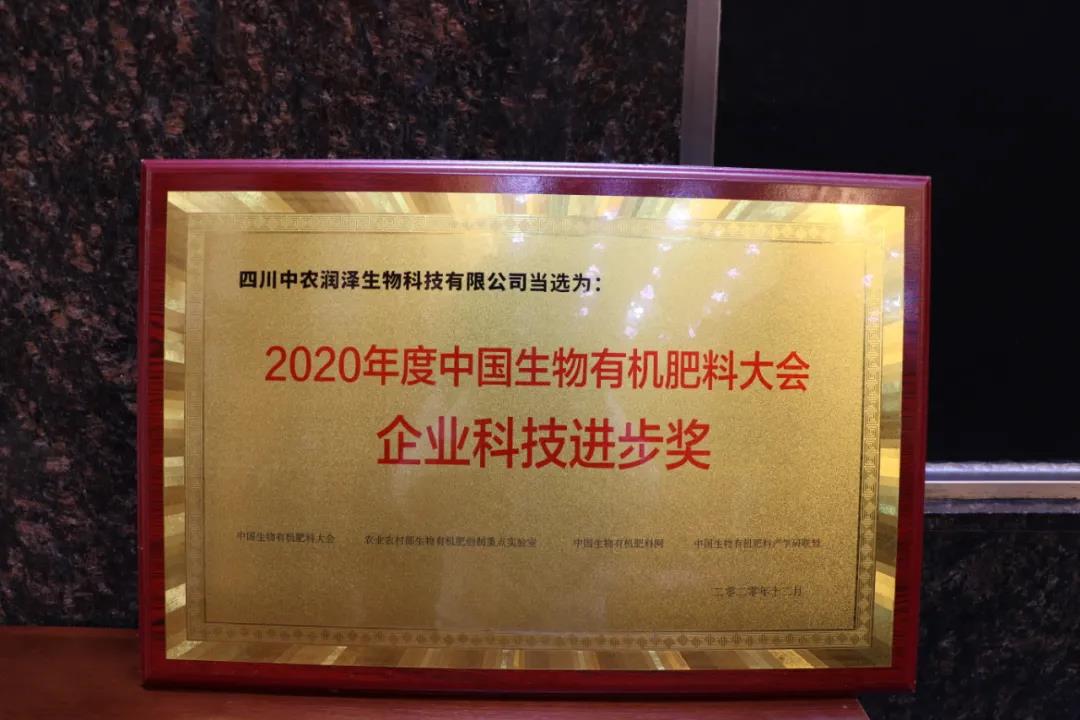 四川中农润泽生物科技有限公司当选为:
2020年度中国生物有机肥料大会
企业科技进步奖
中国生物有机肥料大会 农业农村部生物有机肥创制重点实验室 中国生物有机肥料网 中国生物有机肥料产学研联盟
二零二零年十二月